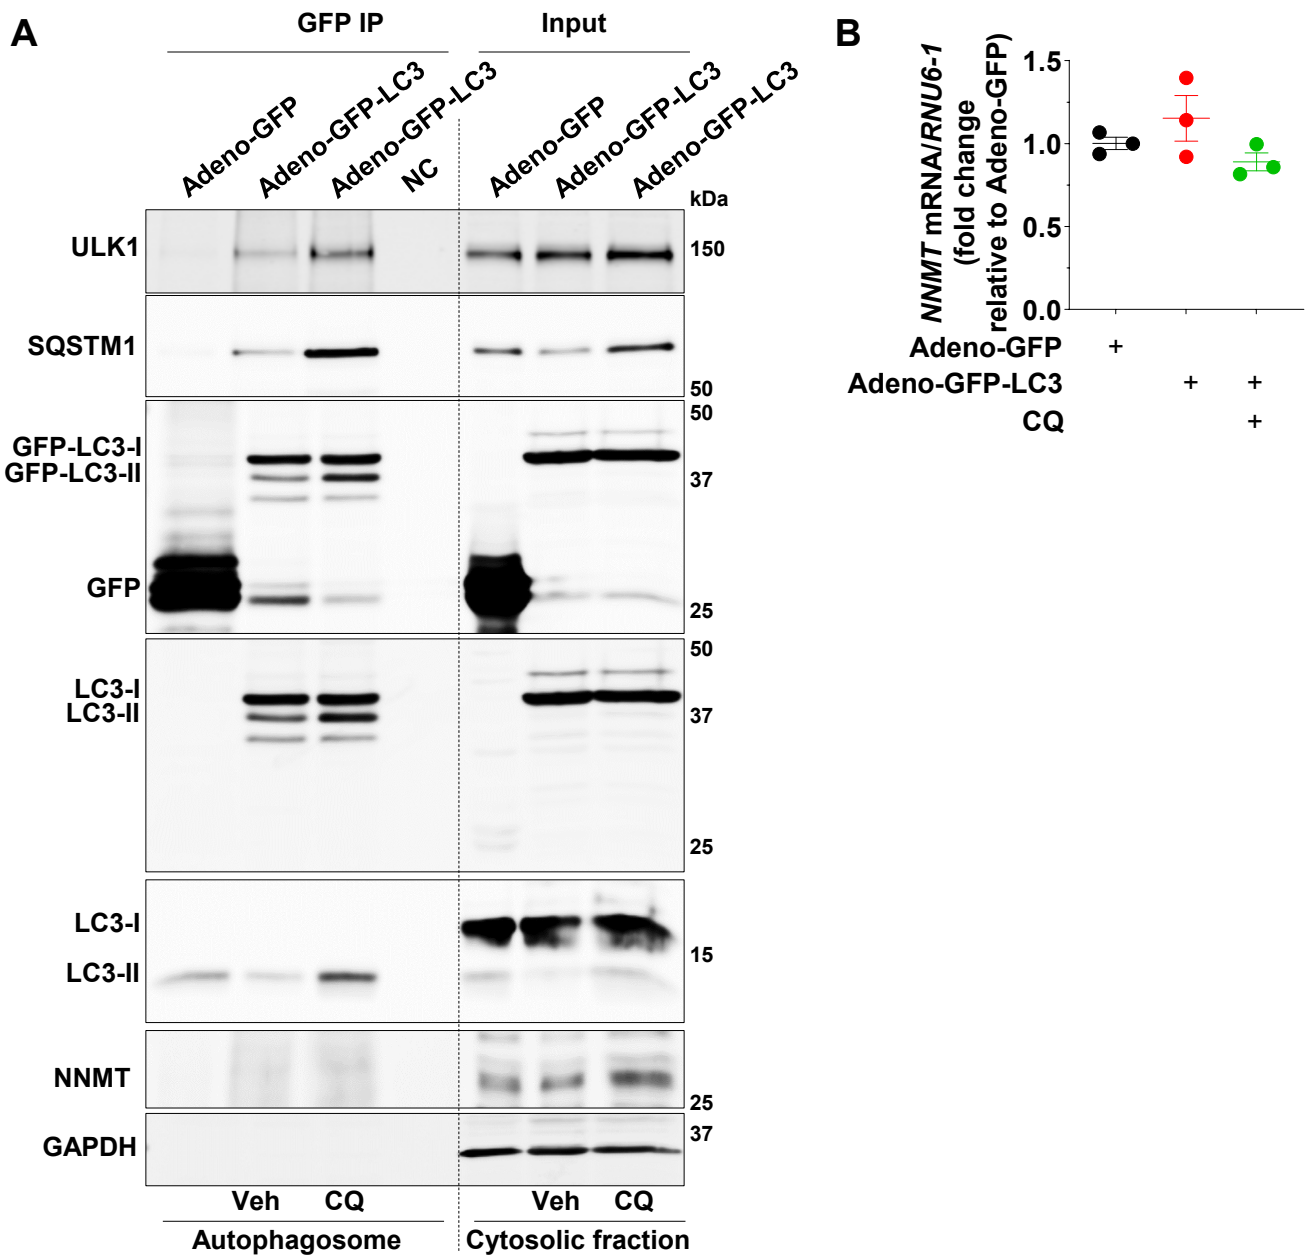 A
GFP IP
Input
Adeno-GFP
Adeno-GFP-LC3
Adeno-GFP-LC3
NC
Adeno-GFP
Adeno-GFP-LC3
Adeno-GFP-LC3
kDa
ULK1
150
SQSTM1
50
50
GFP-LC3-I
GFP-LC3-II
37
GFP
25
50
LC3-I
LC3-II
37
25
LC3-I
15
LC3-II
NNMT
25
37
GAPDH
Veh CQ Veh CQ
Autophagosome Cytosolic fraction
B
NNMT mRNA/RNU6-1
(fold change
relative to Adeno-GFP)
1.5
1.0
0.5
0.0
Adeno-GFP +
Adeno-GFP-LC3 + +
CQ +